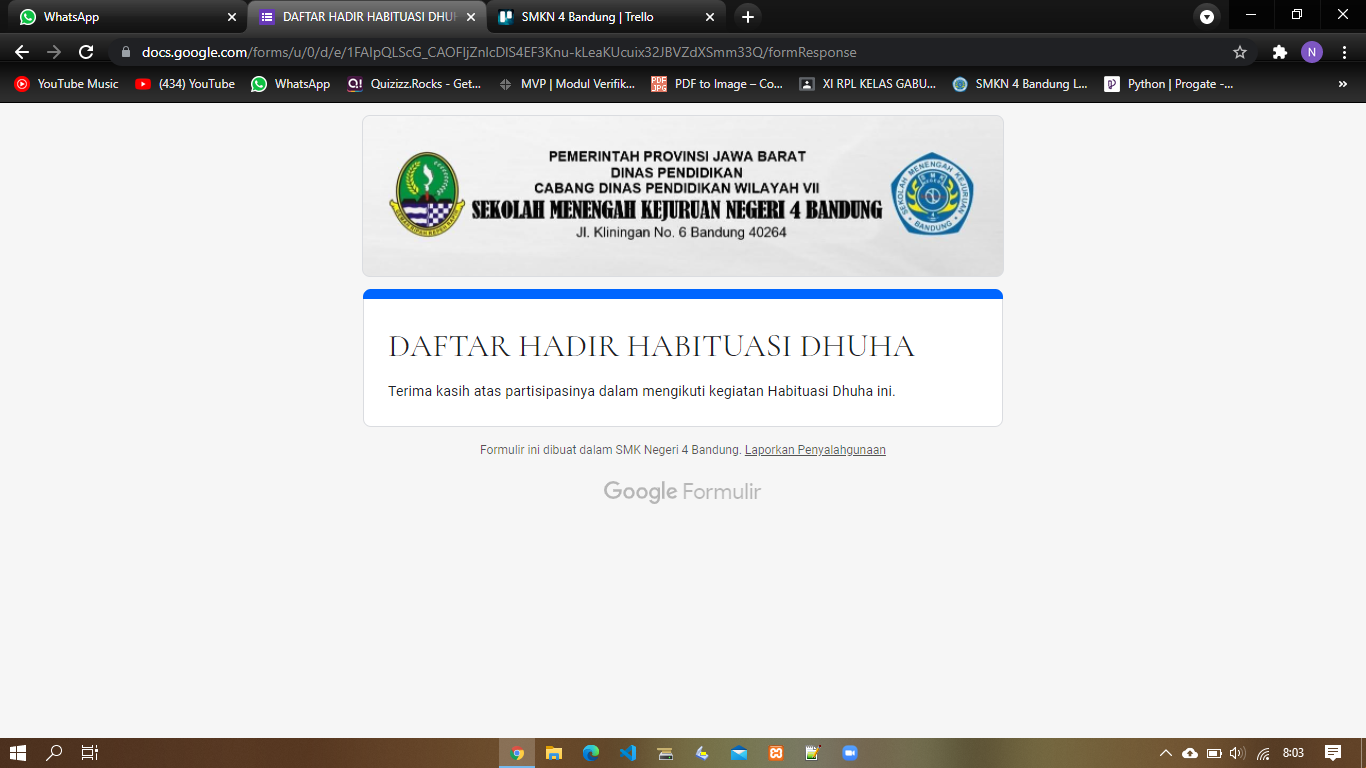 WhatsApp
DAFTAR HADIR HABITUASI DHUH
SMKN 4 Bandung | Trello
docs.google.com/forms/u/0/d/e/1FAIpQLScG_CAOFljZnIcDlS4EF3Knu-kLeaKUcuix32JBVZdXSmm33Q/formResponse
N
YouTube Music
(434) YouTube
WhatsApp
Quizizz.Rocks - Get...
MVP | Modul Verifik...
PDF to Image – Co...
XI RPL KELAS GABU...
SMKN 4 Bandung L...
Python | Progate -...
PEMERINTAH PROVINSI JAWA BARAT
DINAS PENDIDIKAN
CABANG DINAS PENDIDIKAN WILAYAH VII
SEKOLAH MENENGAH KEJURUAN NEGERI 4 BANDUNG
Jl. Kliningan No. 6 Bandung 40264
SEKOLAH MENENGAH KEJURUAN
BANDUNG
DAFTAR HADIR HABITUASI DHUHA
Terima kasih atas partisipasinya dalam mengikuti kegiatan Habituasi Dhuha ini.
Formulir ini dibuat dalam SMK Negeri 4 Bandung. Laporkan Penyalahgunaan
Google Formulir
8:03